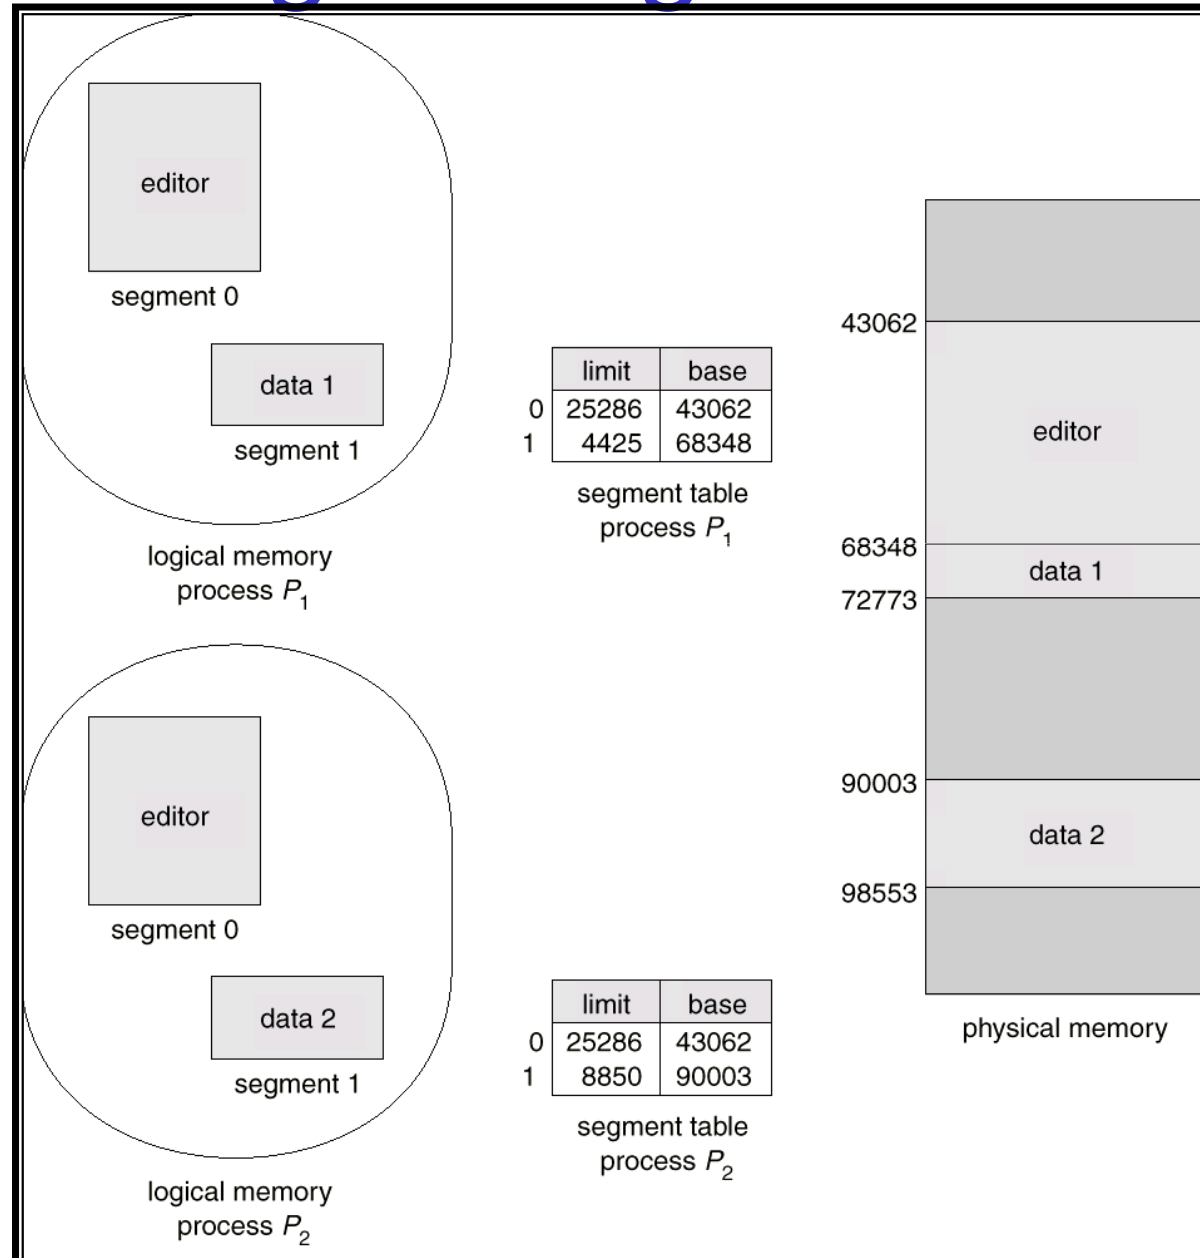 editor
segment 0
data 1
segment 1
logical memory
process P1
limit base
0 25286 43062
1 4425 68348
segment table
process P1
editor
segment 0
data 2
segment 1
logical memory
process P2
limit base
0 25286 43062
1 8850 90003
segment table
process P2
43062
editor
68348
data 1
72773
90003
data 2
98553
physical memory